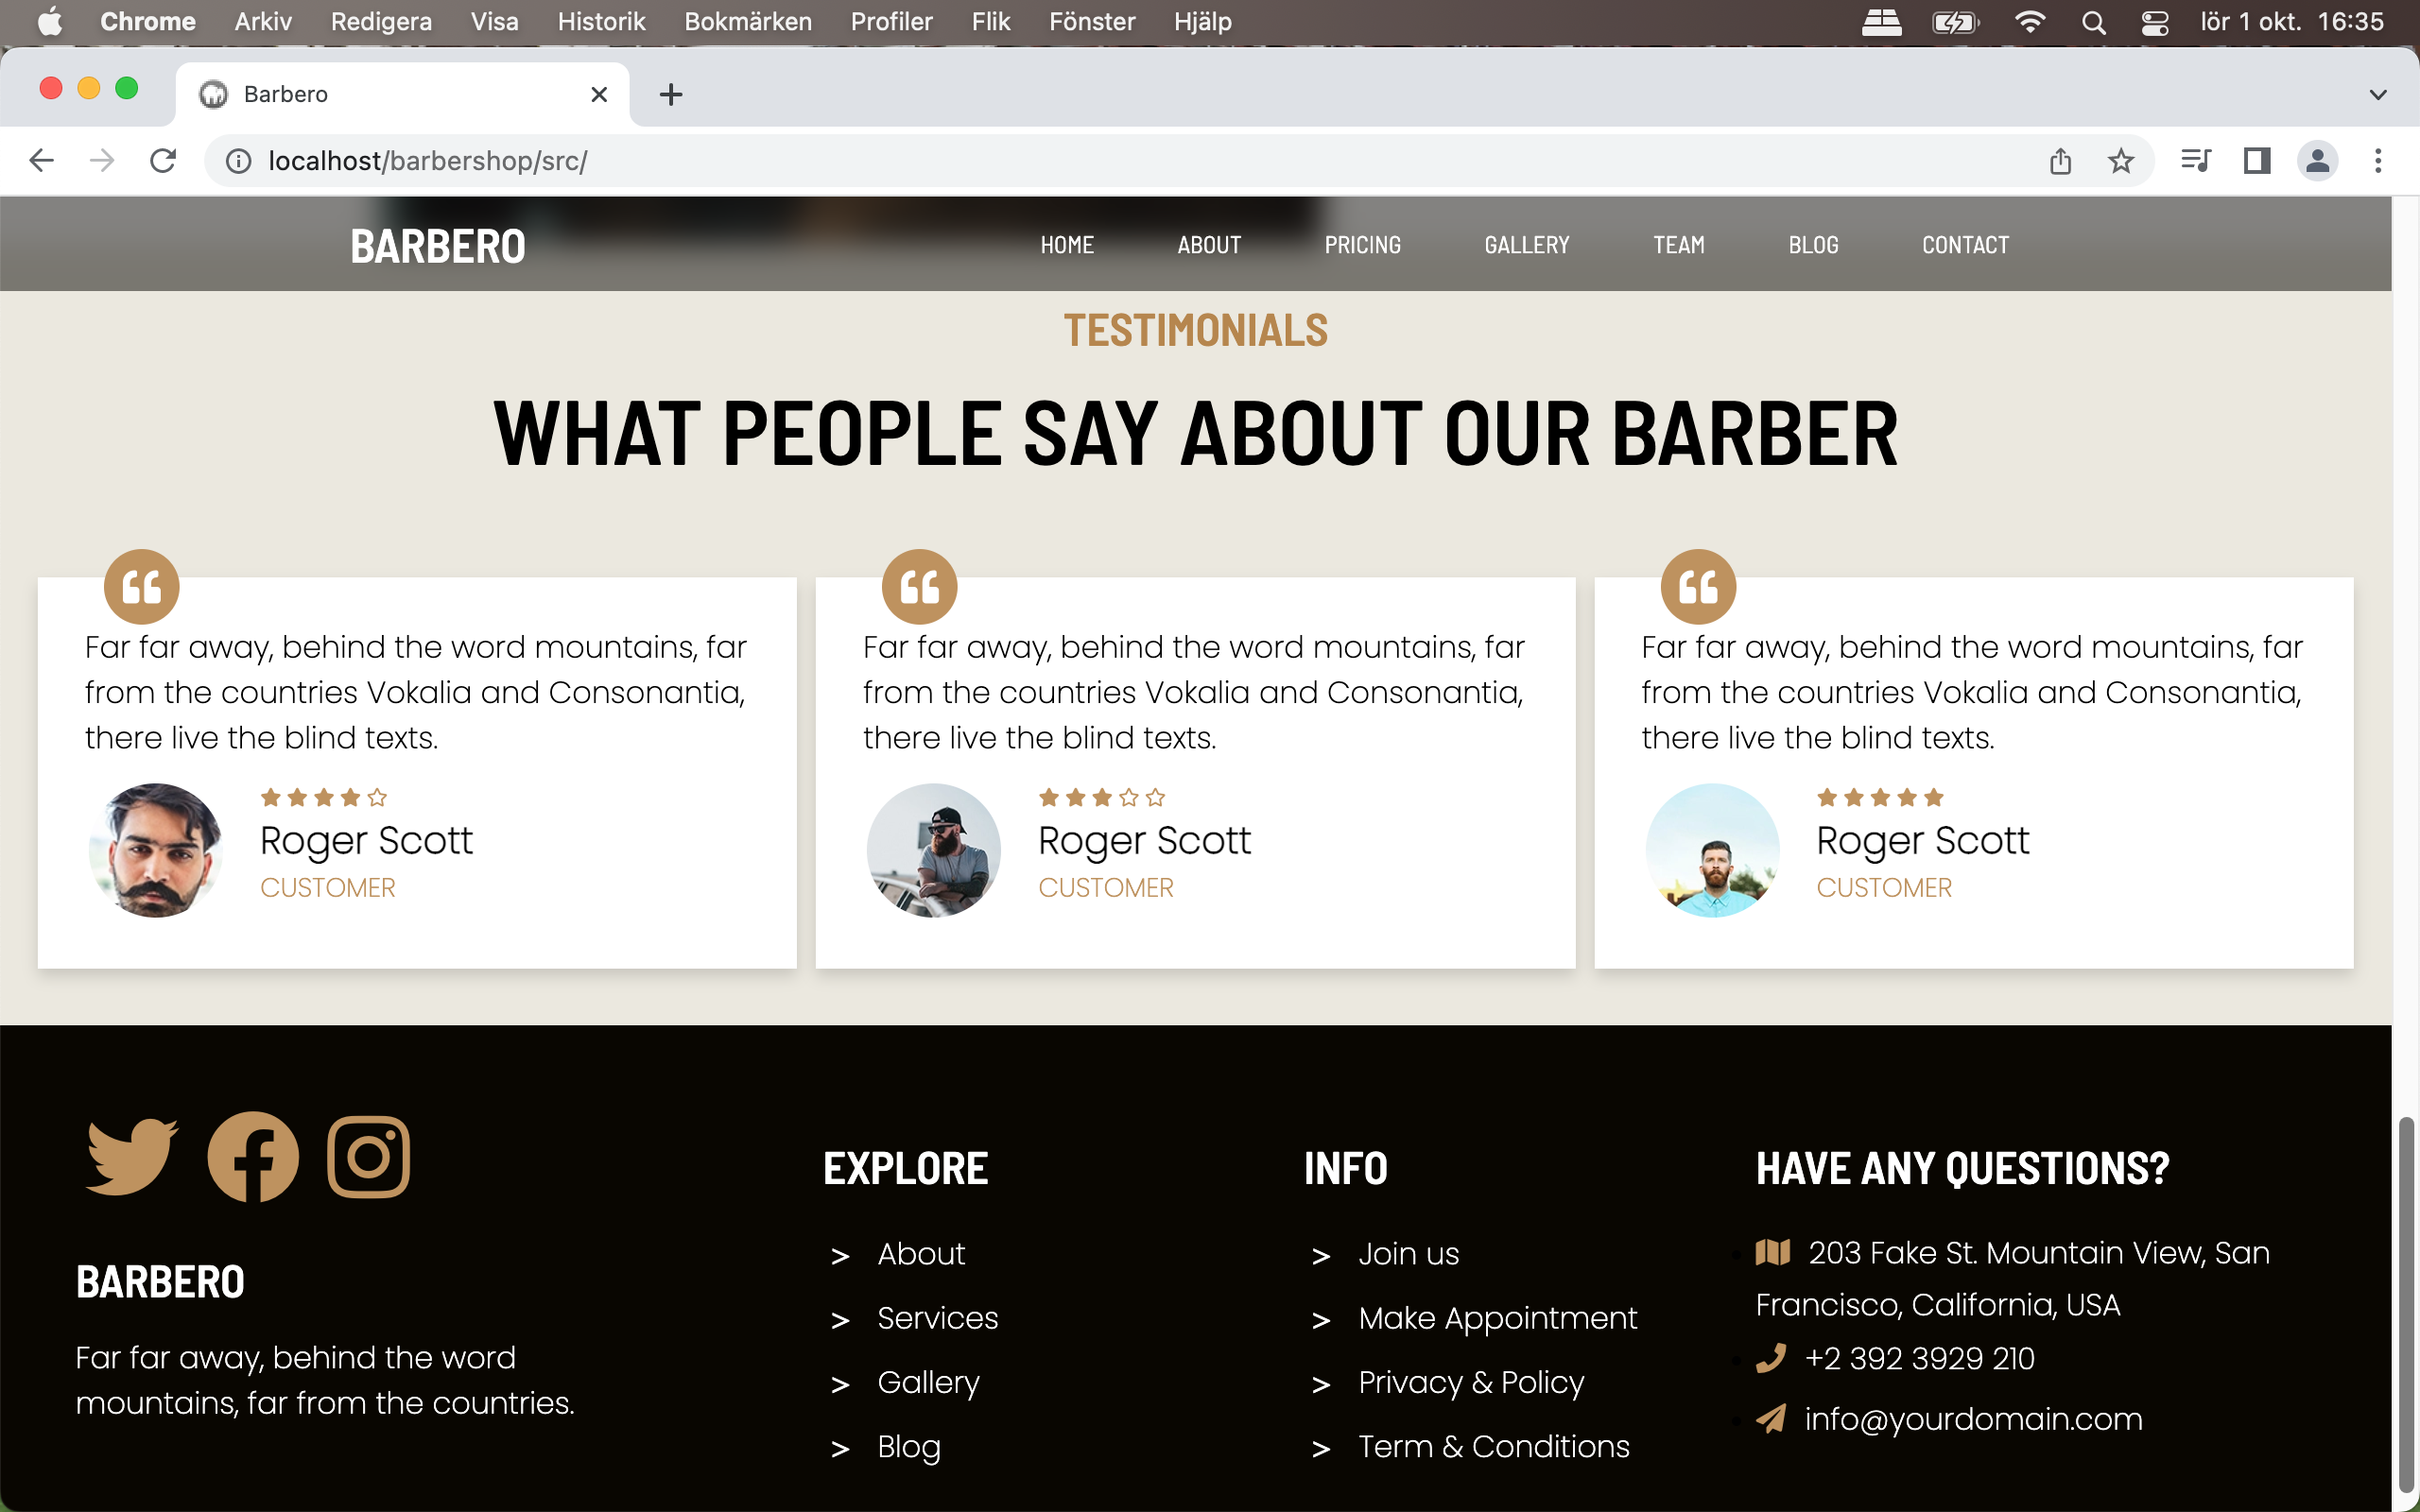 Chrome Arkiv Redigera Visa Historik Bokmärken Profiler Flik Fönster Hjälp lör 1 okt. 16:35
Barbero
localhost/barbershop/src/
BARBERO HOME ABOUT PRICING GALLERY TEAM BLOG CONTACT
TESTIMONIALS
WHAT PEOPLE SAY ABOUT OUR BARBER
Far far away, behind the word mountains, far
from the countries Vokalia and Consonantia,
there live the blind texts.
Roger Scott
CUSTOMER
Far far away, behind the word mountains, far
from the countries Vokalia and Consonantia,
there live the blind texts.
Roger Scott
CUSTOMER
Far far away, behind the word mountains, far
from the countries Vokalia and Consonantia,
there live the blind texts.
Roger Scott
CUSTOMER
BARBERO
Far far away, behind the word
mountains, far from the countries.
EXPLORE
> About
> Services
> Gallery
> Blog
INFO
> Join us
> Make Appointment
> Privacy & Policy
> Term & Conditions
HAVE ANY QUESTIONS?
203 Fake St. Mountain View, San
Francisco, California, USA
+2 392 3929 210
info@yourdomain.com